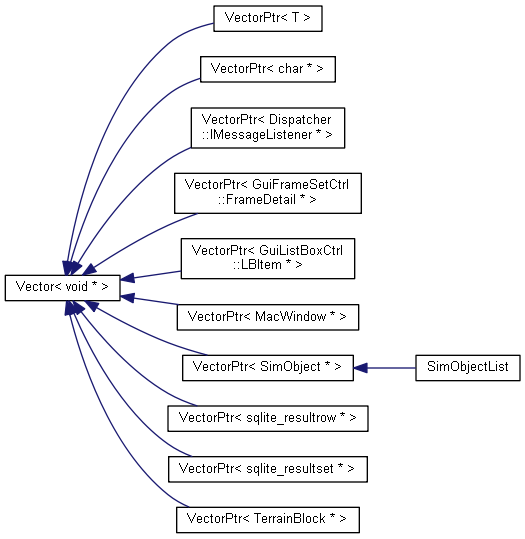 VectorPtr< T >
VectorPtr< char * >
VectorPtr< Dispatcher
::IMessageListener * >
VectorPtr< GuiFrameSetCtrl
::FrameDetail * >
VectorPtr< GuiListBoxCtrl
::LBItem * >
Vector< void * >
VectorPtr< MacWindow * >
VectorPtr< SimObject * >
SimObjectList
VectorPtr< sqlite_resultrow * >
VectorPtr< sqlite_resultset * >
VectorPtr< TerrainBlock * >